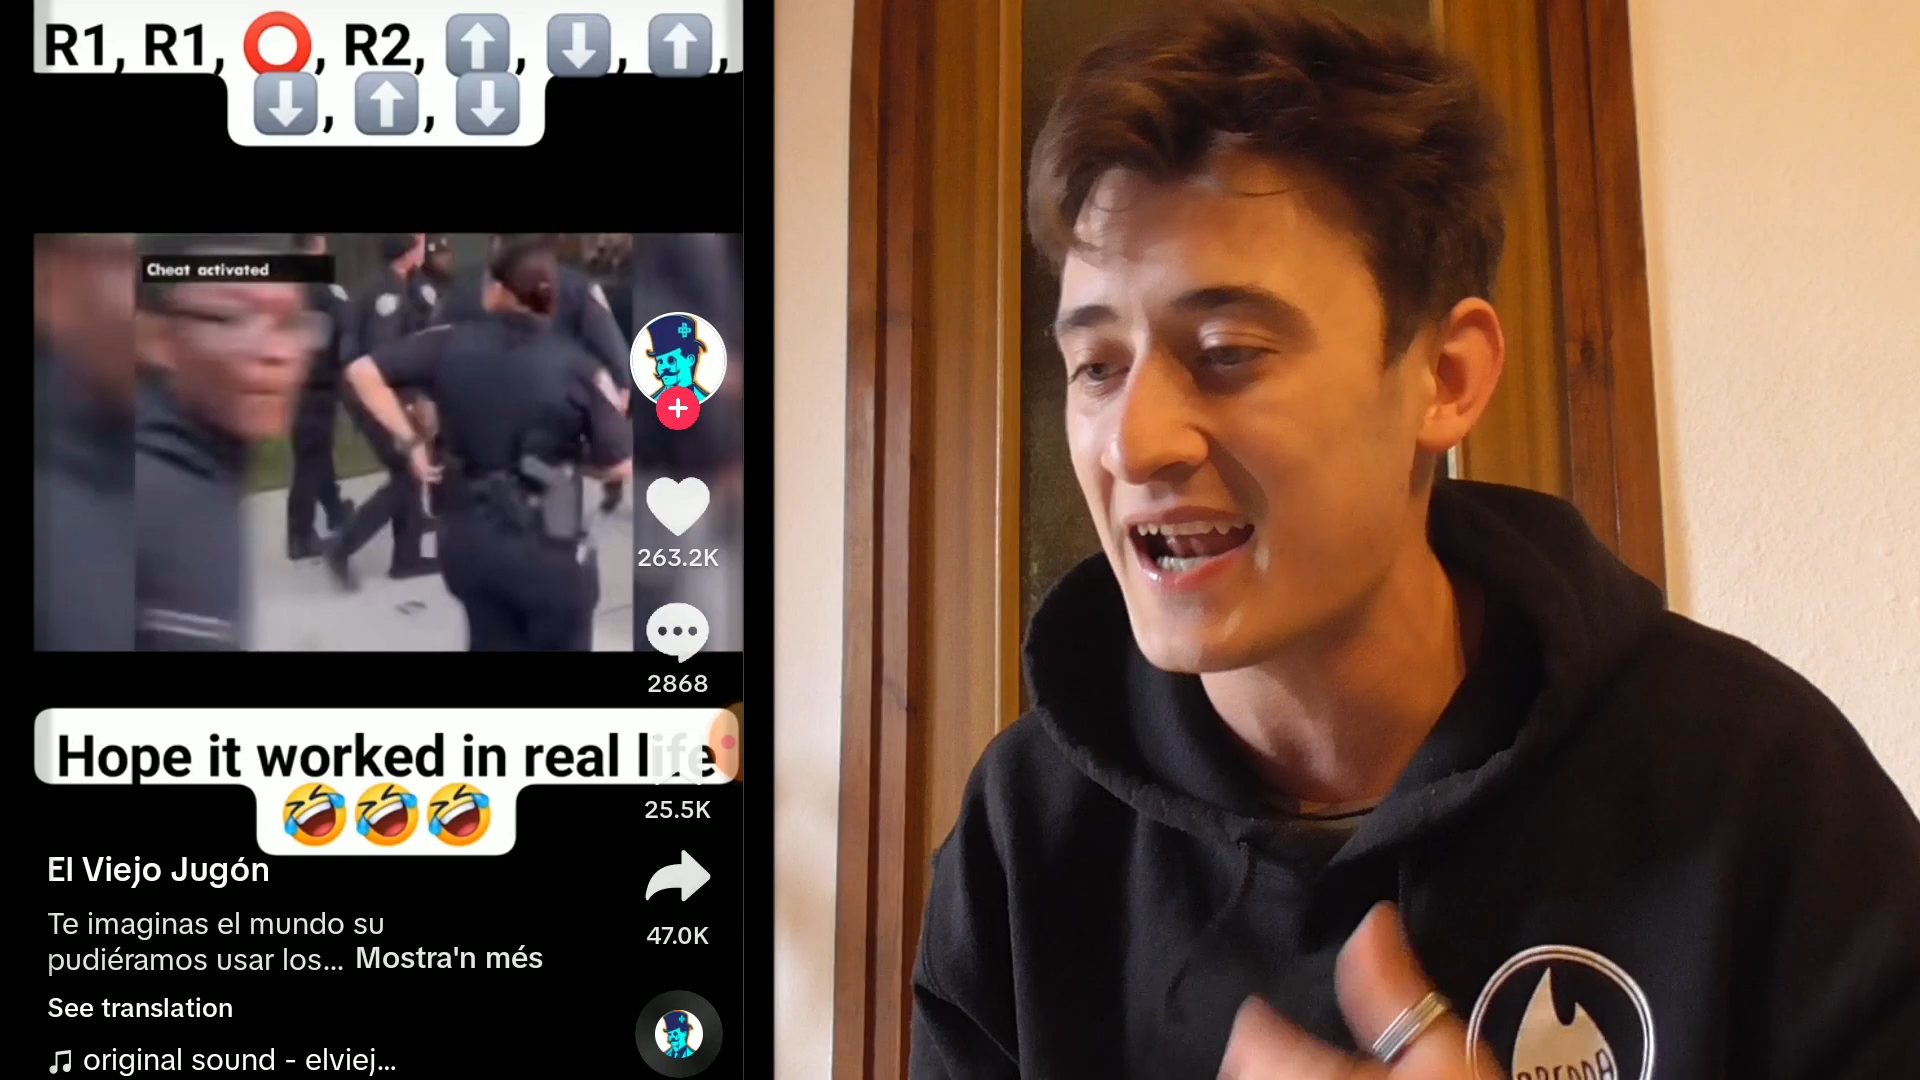 R1, R1, ⭕, R2, ⬆️, ⬇️, ⬆️,
⬇️, ⬆️, ⬇️
Cheat activated
263.2K
2868
Hope it worked in real life
🤣🤣🤣
25.5K
El Viejo Jugón
47.0K
Te imaginas el mundo su
pudiéramos usar los... Mostra'n més
See translation
original sound - elviej...